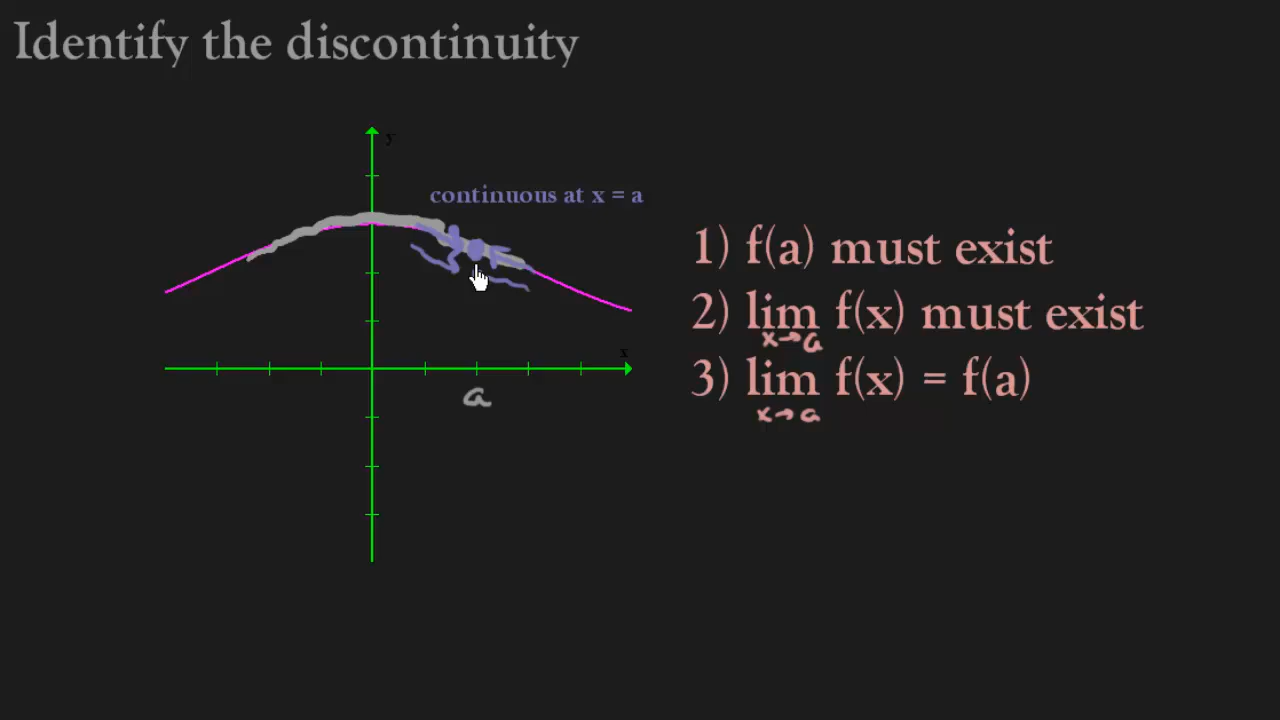 Identify the discontinuity
y
continuous at x = a
1) f(a) must exist
2) lim f(x) must exist
x→a
x
3) lim f(x) = f(a)
a
x→a